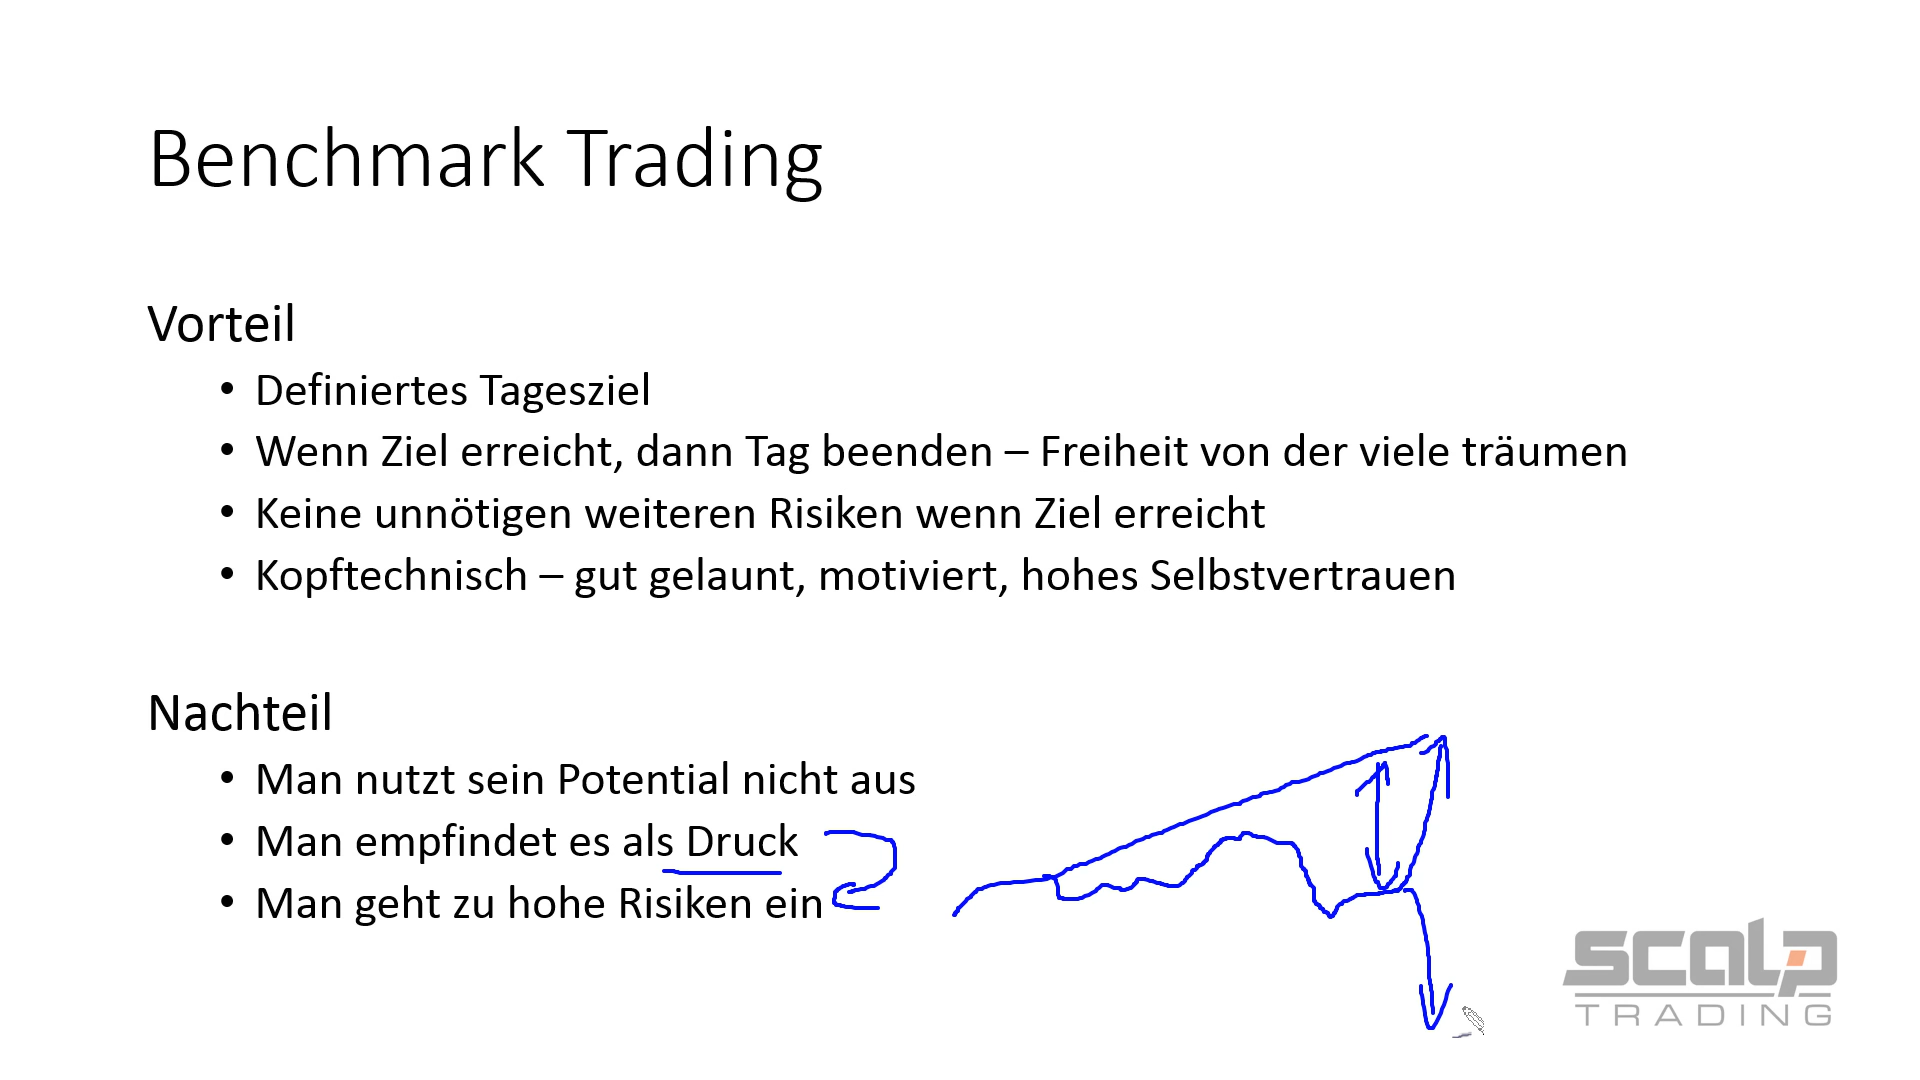 Benchmark Trading
Vorteil
• Definiertes Tagesziel
• Wenn Ziel erreicht, dann Tag beenden – Freiheit von der viele träumen
• Keine unnötigen weiteren Risiken wenn Ziel erreicht
• Kopftechnisch – gut gelaunt, motiviert, hohes Selbstvertrauen
Nachteil
• Man nutzt sein Potential nicht aus
• Man empfindet es als Druck
• Man geht zu hohe Risiken ein
scalp
TRADING